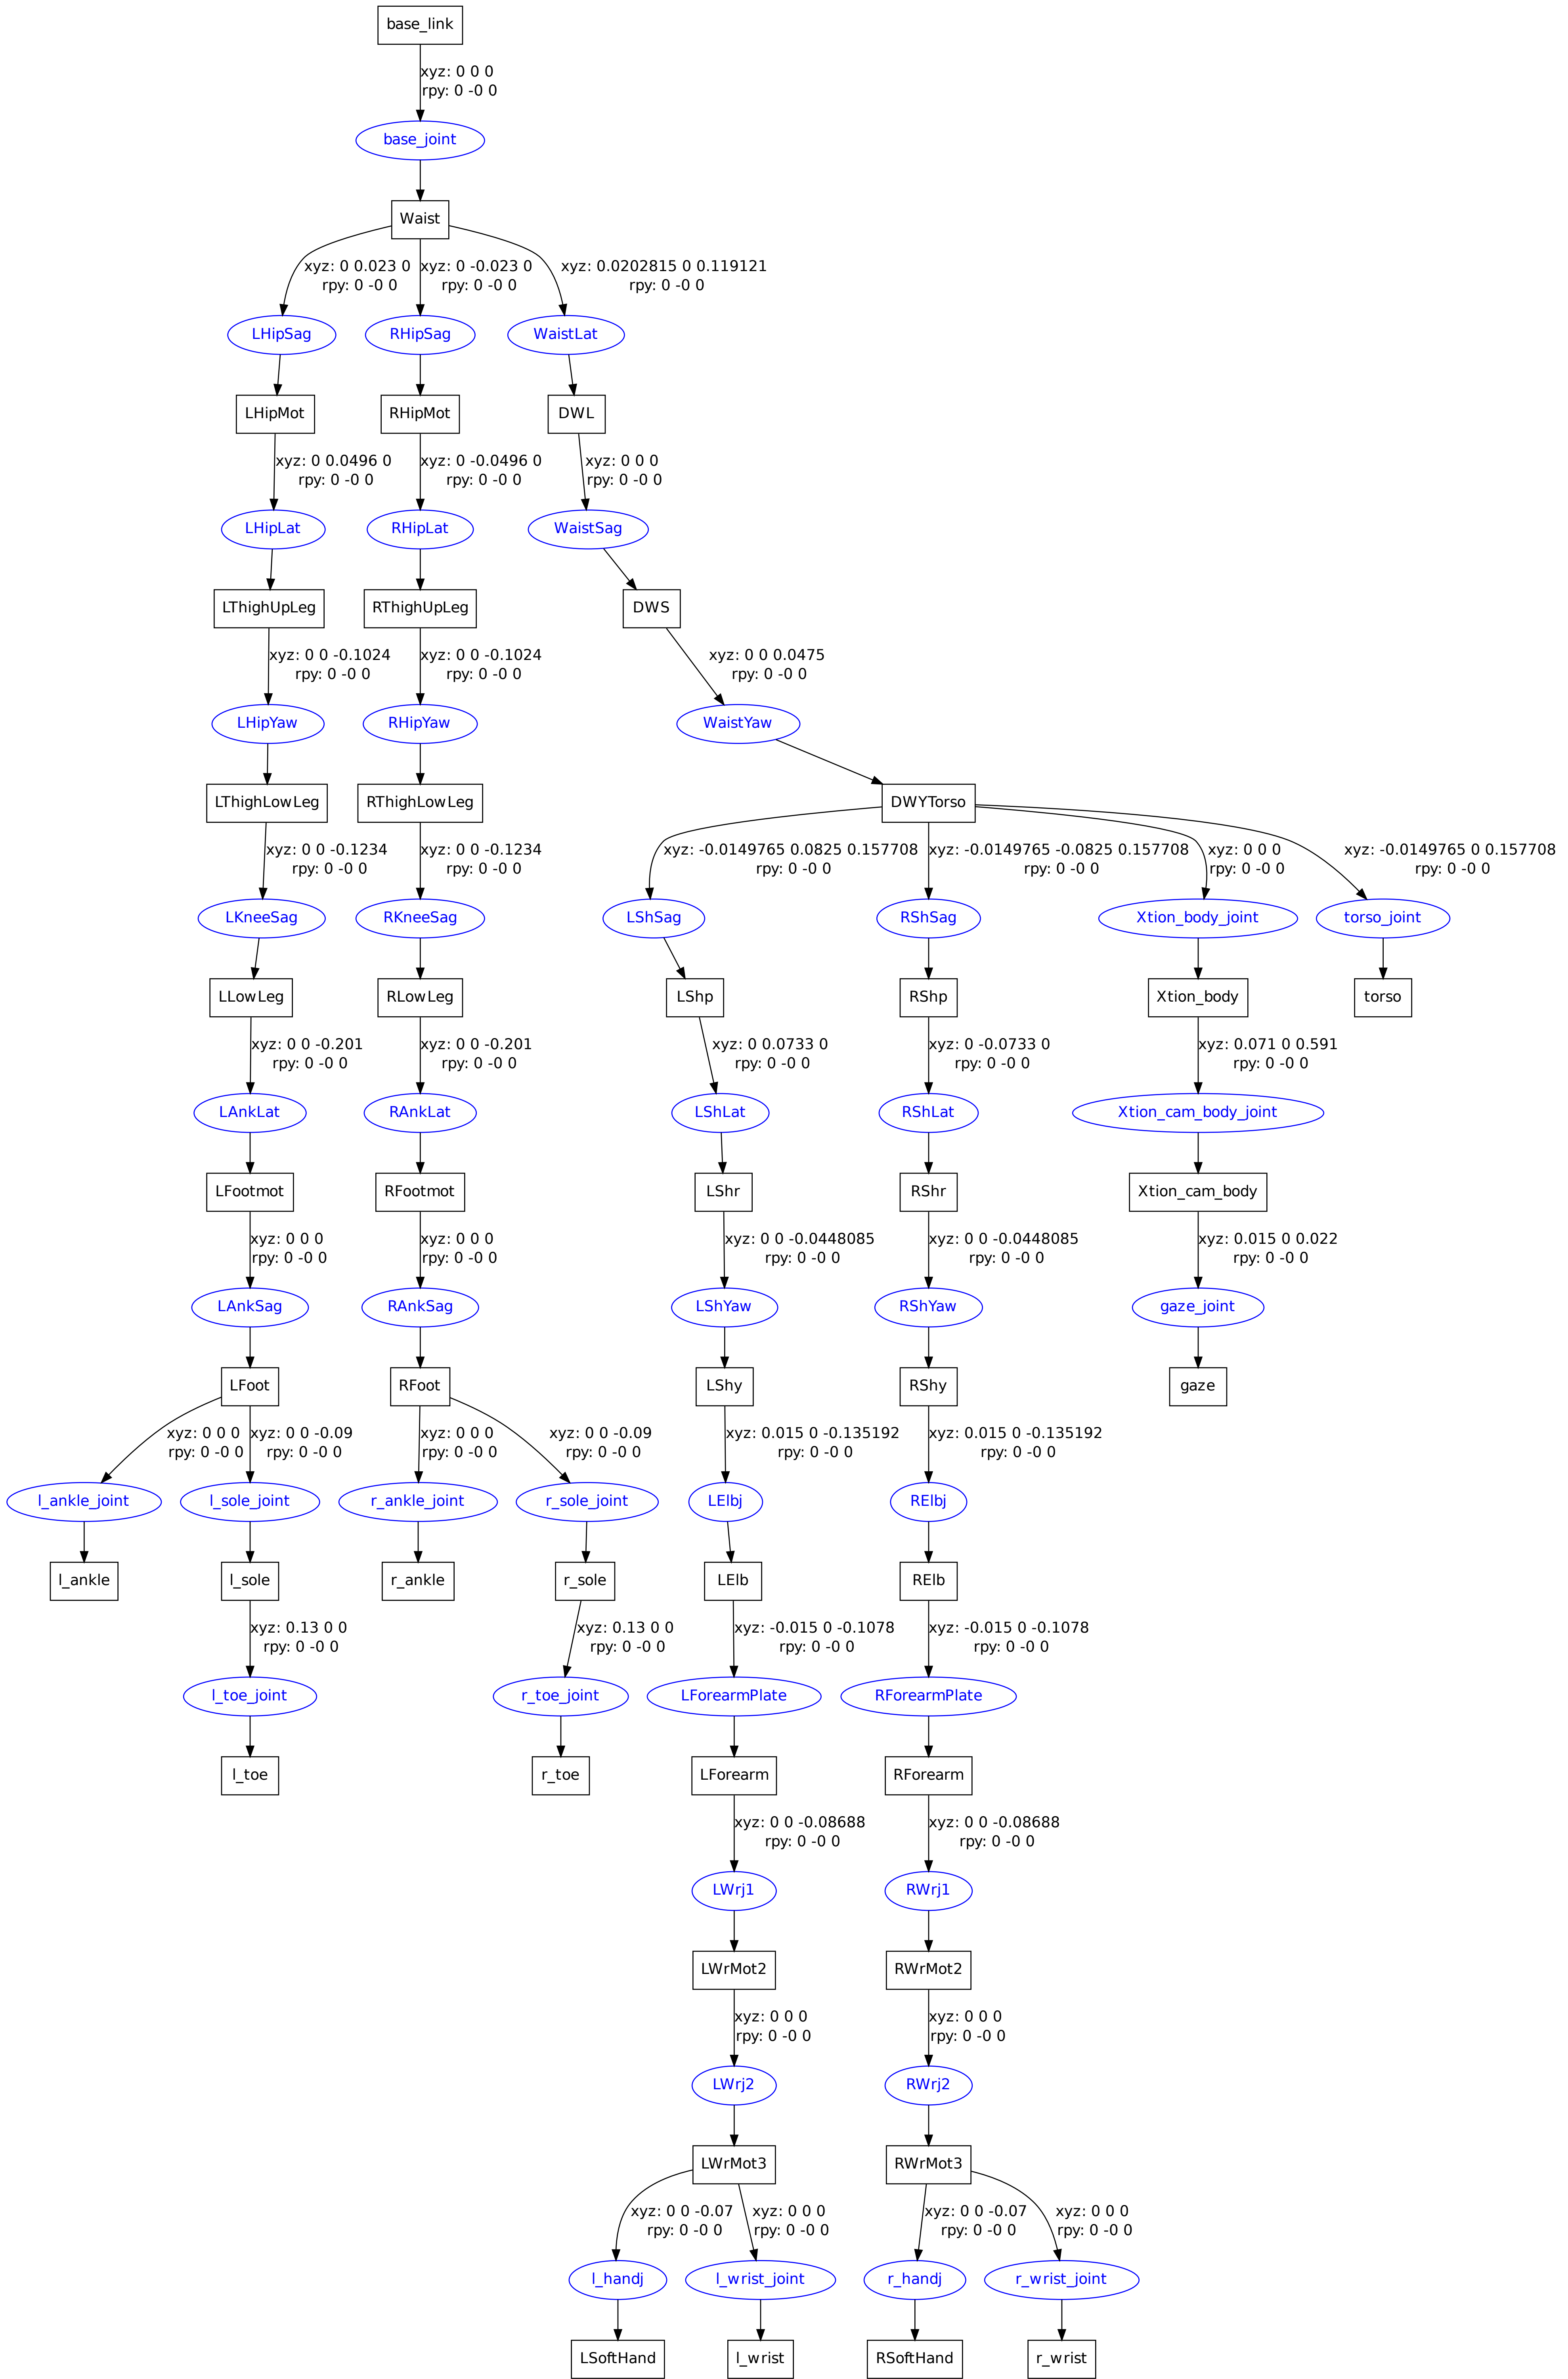 base_link
xyz: 0 0 0
rpy: 0 -0 0
base_joint
Waist
xyz: 0 0.023 0
rpy: 0 -0 0
xyz: 0 -0.023 0
rpy: 0 -0 0
xyz: 0.0202815 0 0.119121
rpy: 0 -0 0
LHipSag
RHipSag
WaistLat
LHipMot
RHipMot
DWL
xyz: 0 0.0496 0
rpy: 0 -0 0
xyz: 0 -0.0496 0
rpy: 0 -0 0
xyz: 0 0 0
rpy: 0 -0 0
LHipLat
RHipLat
WaistSag
LThighUpLeg
RThighUpLeg
DWS
xyz: 0 0 -0.1024
rpy: 0 -0 0
xyz: 0 0 -0.1024
rpy: 0 -0 0
xyz: 0 0 0.0475
rpy: 0 -0 0
LHipYaw
RHipYaw
WaistYaw
LThighLowLeg
RThighLowLeg
DWYTorso
xyz: 0 0 -0.1234
rpy: 0 -0 0
xyz: 0 0 -0.1234
rpy: 0 -0 0
xyz: -0.0149765 0.0825 0.157708
rpy: 0 -0 0
xyz: -0.0149765 -0.0825 0.157708
rpy: 0 -0 0
xyz: 0 0 0
rpy: 0 -0 0
xyz: -0.0149765 0 0.157708
rpy: 0 -0 0
LKneeSag
RKneeSag
LShSag
RShSag
Xtion_body_joint
torso_joint
LLowLeg
RLowLeg
LShp
RShp
Xtion_body
torso
xyz: 0 0 -0.201
rpy: 0 -0 0
xyz: 0 0 -0.201
rpy: 0 -0 0
xyz: 0 0.0733 0
rpy: 0 -0 0
xyz: 0 -0.0733 0
rpy: 0 -0 0
xyz: 0.071 0 0.591
rpy: 0 -0 0
LAnkLat
RAnkLat
LShLat
RShLat
Xtion_cam_body_joint
LFootmot
RFootmot
LShr
RShr
Xtion_cam_body
xyz: 0 0 0
rpy: 0 -0 0
xyz: 0 0 0
rpy: 0 -0 0
xyz: 0 0 -0.0448085
rpy: 0 -0 0
xyz: 0 0 -0.0448085
rpy: 0 -0 0
xyz: 0.015 0 0.022
rpy: 0 -0 0
LAnkSag
RAnkSag
LShYaw
RShYaw
gaze_joint
LFoot
RFoot
LShy
RShy
gaze
xyz: 0 0 0
rpy: 0 -0 0
xyz: 0 0 -0.09
rpy: 0 -0 0
xyz: 0 0 0
rpy: 0 -0 0
xyz: 0 0 -0.09
rpy: 0 -0 0
xyz: 0.015 0 -0.135192
rpy: 0 -0 0
xyz: 0.015 0 -0.135192
rpy: 0 -0 0
l_ankle_joint
l_sole_joint
r_ankle_joint
r_sole_joint
LElbj
RElbj
l_ankle
l_sole
r_ankle
r_sole
LElb
RElb
xyz: 0.13 0 0
rpy: 0 -0 0
xyz: 0.13 0 0
rpy: 0 -0 0
xyz: -0.015 0 -0.1078
rpy: 0 -0 0
xyz: -0.015 0 -0.1078
rpy: 0 -0 0
l_toe_joint
r_toe_joint
LForearmPlate
RForearmPlate
l_toe
r_toe
LForearm
RForearm
xyz: 0 0 -0.08688
rpy: 0 -0 0
xyz: 0 0 -0.08688
rpy: 0 -0 0
LWrj1
RWrj1
LWrMot2
RWrMot2
xyz: 0 0 0
rpy: 0 -0 0
xyz: 0 0 0
rpy: 0 -0 0
LWrj2
RWrj2
LWrMot3
RWrMot3
xyz: 0 0 -0.07
rpy: 0 -0 0
xyz: 0 0 0
rpy: 0 -0 0
xyz: 0 0 -0.07
rpy: 0 -0 0
xyz: 0 0 0
rpy: 0 -0 0
l_handj
l_wrist_joint
r_handj
r_wrist_joint
LSoftHand
l_wrist
RSoftHand
r_wrist